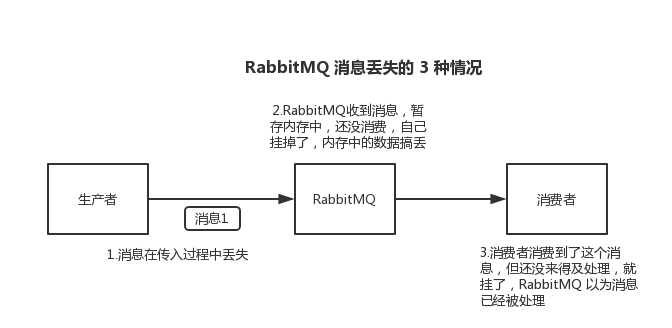 RabbitMQ 消息丢失的 3 种情况
2.RabbitMQ收到消息，暂
存内存中，还没消费，自己
挂掉了，内存中的数据搞丢
生产者
消息1
RabbitMQ
消费者
1.消息在传入过程中丢失
3.消费者消费到了这个消
息，但还没来得及处理，就
挂了，RabbitMQ 以为消息
已经被处理